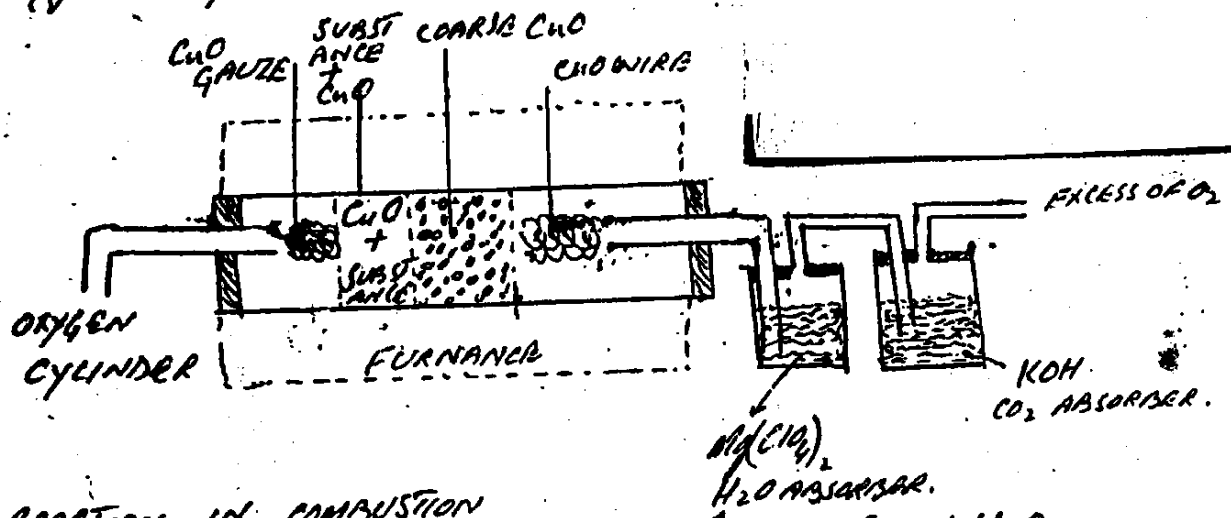 CuO
GAUZE
SUBST
ANCE
+
CuO
COARSE CuO
CuO WIRE
CuO
+
SUBST
ANCE
EXCESS OF O₂
OXYGEN
CYLINDER
FURNANCE
KOH
CO₂ ABSORBER.
Mg(ClO₄)₂
H₂O ABSORBER.
IN COMBUSTION